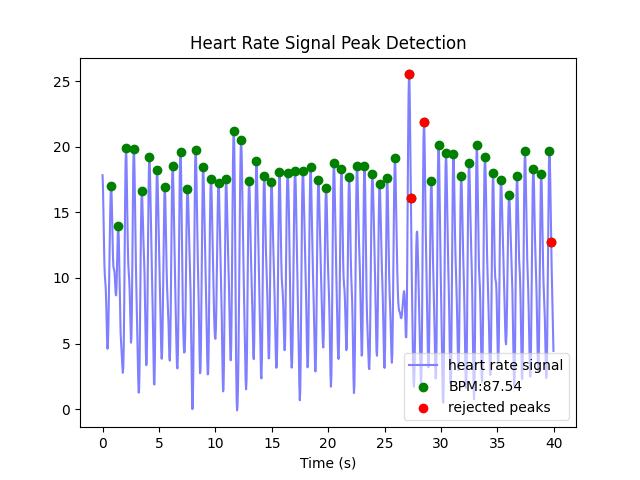 Heart Rate Signal Peak Detection
25
20
15
10
5
0
heart rate signal
BPM:87.54
rejected peaks
0 5 10 15 20 25 30 35 40
Time (s)